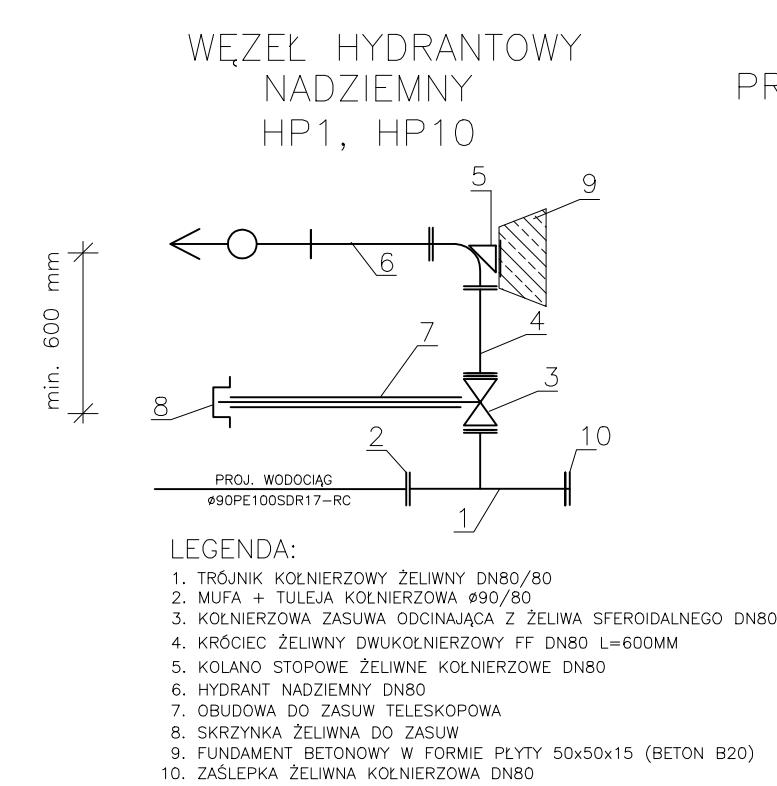 WĘZEŁ HYDRANTOWY
NADZIEMNY
HP1, HP10
PR
5
9
6
min. 600 mm
4
7
3
8
2
10
PROJ. WODOCIĄG
ø90PE100SDR17-RC
1
LEGENDA:
1. TRÓJNIK KOŁNIERZOWY ŻELIWNY DN80/80
2. MUFA + TULEJA KOŁNIERZOWA ø90/80
3. KOŁNIERZOWA ZASUWA ODCINAJĄCA Z ŻELIWA SFEROIDALNEGO DN80
4. KRÓCIEC ŻELIWNY DWUKOŁNIERZOWY FF DN80 L=600MM
5. KOLANO STOPOWE ŻELIWNE KOŁNIERZOWE DN80
6. HYDRANT NADZIEMNY DN80
7. OBUDOWA DO ZASUW TELESKOPOWA
8. SKRZYNKA ŻELIWNA DO ZASUW
9. FUNDAMENT BETONOWY W FORMIE PŁYTY 50x50x15 (BETON B20)
10. ZAŚLEPKA ŻELIWNA KOŁNIERZOWA DN80